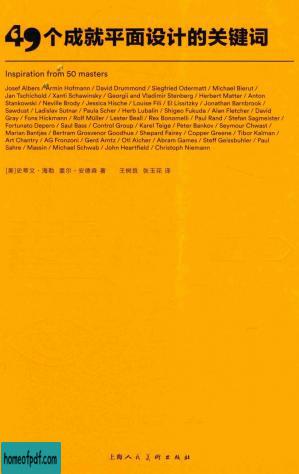 49个成就平面设计的关键词
Inspiration from 50 masters
Josef Albers / Armin Hofmann / David Drummond / Siegfried Odermatt / Michael Bierut /
Jan Tschichold / Xanti Schawinsky / Georgii and Vladimir Stenberg / Herbert Matter / Anton
Stankowski / Neville Brody / Jessica Hische / Louise Fili / El Lissitzky / Jonathan Barnbrook /
Sawdust / Ladislav Sutnar / Paula Scher / Herb Lubalin / Shigeo Fukuda / Alan Fletcher / David
Gray / Fons Hickmann / Rolf Müller / Lester Beall / Rex Bonomelli / Paul Rand / Stefan Sagmeister /
Fortunato Depero / Saul Bass / Control Group / Karel Teige / Peter Bankov / Seymour Chwast /
Marian Bantjes / Bertram Grosvenor Goodhue / Shepard Fairey / Copper Greene / Tibor Kalman /
Art Chantry / AG Fronzoni / Gerd Arntz / Otl Aicher / Abram Games / Steff Geissbuhler / Paul
Sahre / Massin / Michael Schwab / John Heartfield / Christoph Niemann
[美]史蒂文·海勒 盖尔·安德森 著 王树良 张玉花 译
上海人民美术出版社
homeofpdf.com